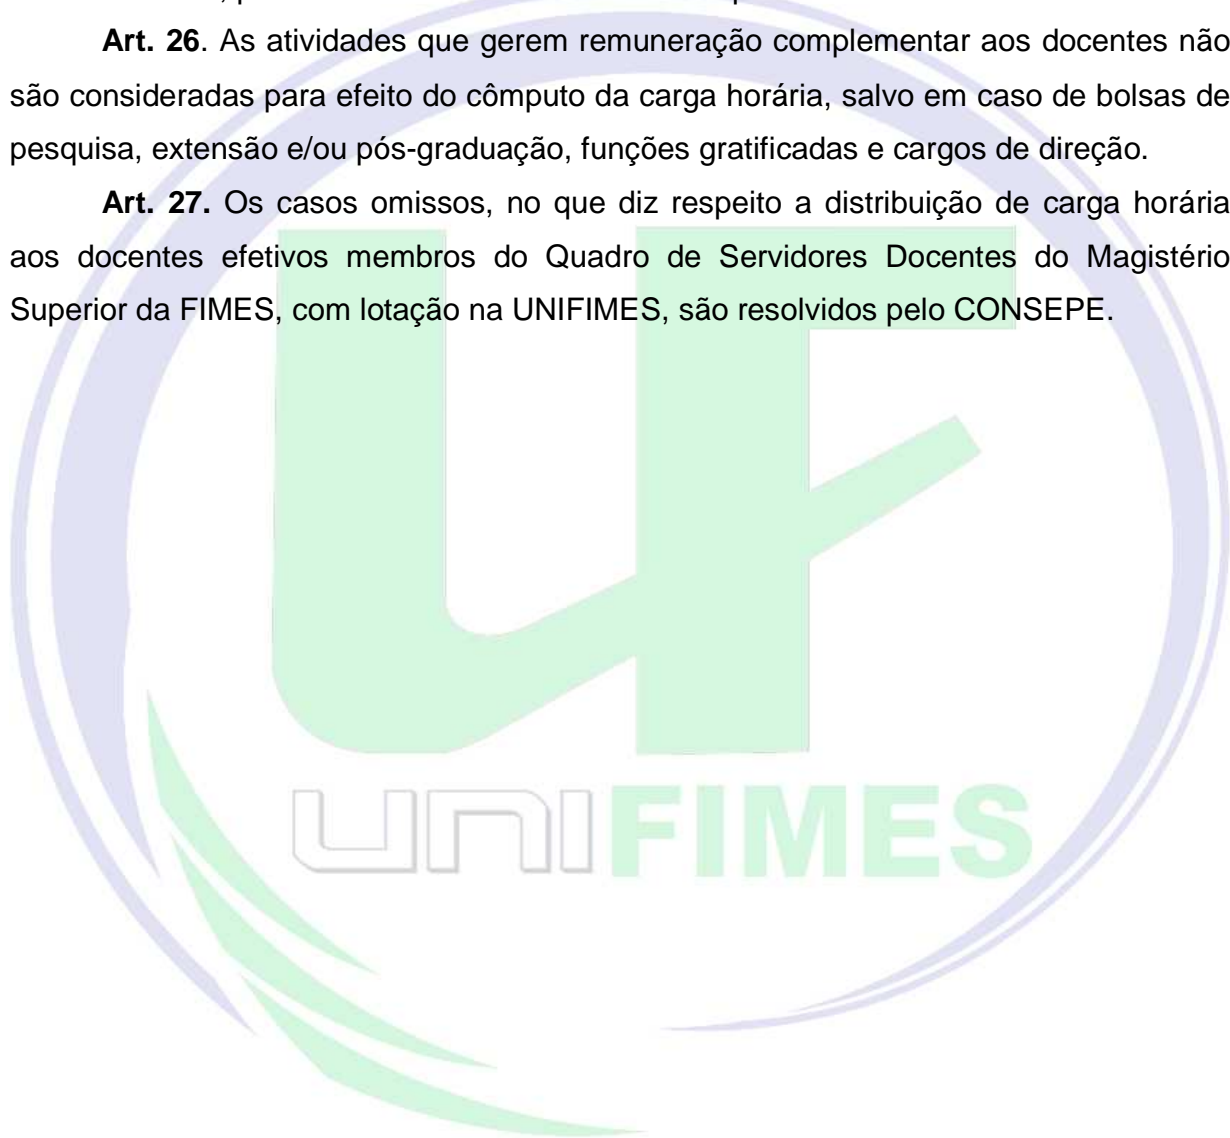 Art. 26. As atividades que gerem remuneração complementar aos docentes não
são consideradas para efeito do cômputo da carga horária, salvo em caso de bolsas de
pesquisa, extensão e/ou pós-graduação, funções gratificadas e cargos de direção.
Art. 27. Os casos omissos, no que diz respeito a distribuição de carga horária
aos docentes efetivos membros do Quadro de Servidores Docentes do Magistério
Superior da FIMES, com lotação na UNIFIMES, são resolvidos pelo CONSEPE.
UF
UNIFIMES